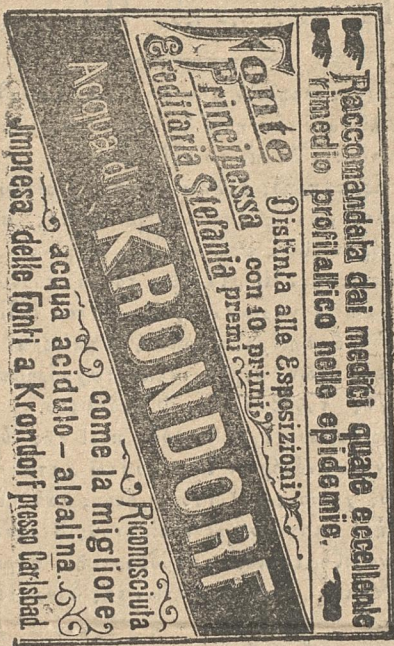 Raccomandata dai medici quale eccellente
rimedio profilattico nelle epidemie.
Fonte
Principessa
Ereditaria Stefania
Distinta alle Esposizioni
con 10 primi
premi
Acqua di KRONDORF
Riconosciuta
come la migliore
acqua acidulo-alcalina.
Impresa delle fonti a Krondorf presso Carlsbad